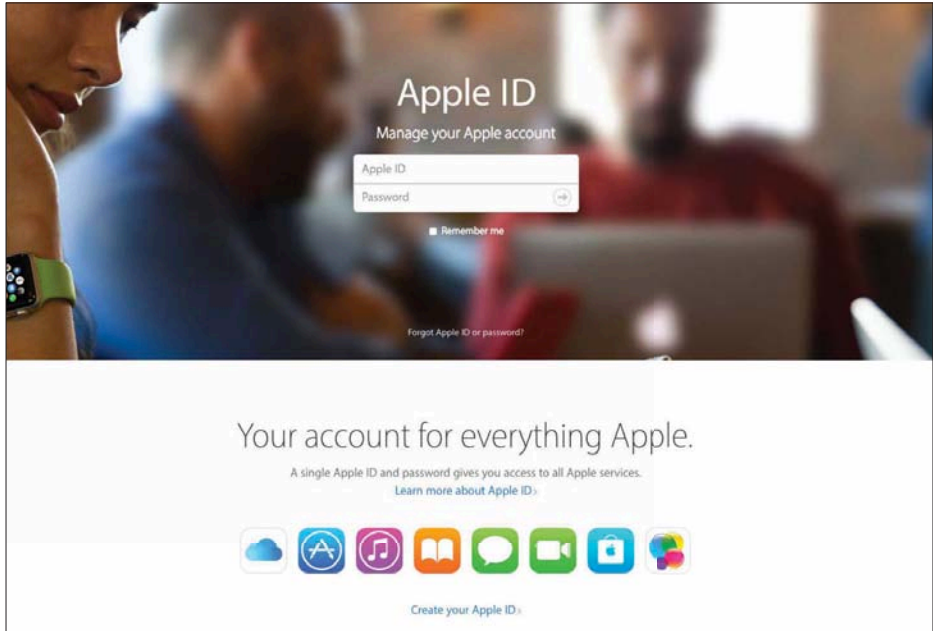 Apple ID
Manage your Apple account
Apple ID
Password
Remember me
Forgot Apple ID or password?
Your account for everything Apple.
A single Apple ID and password gives you access to all Apple services.
Learn more about Apple ID ›
Create your Apple ID ›